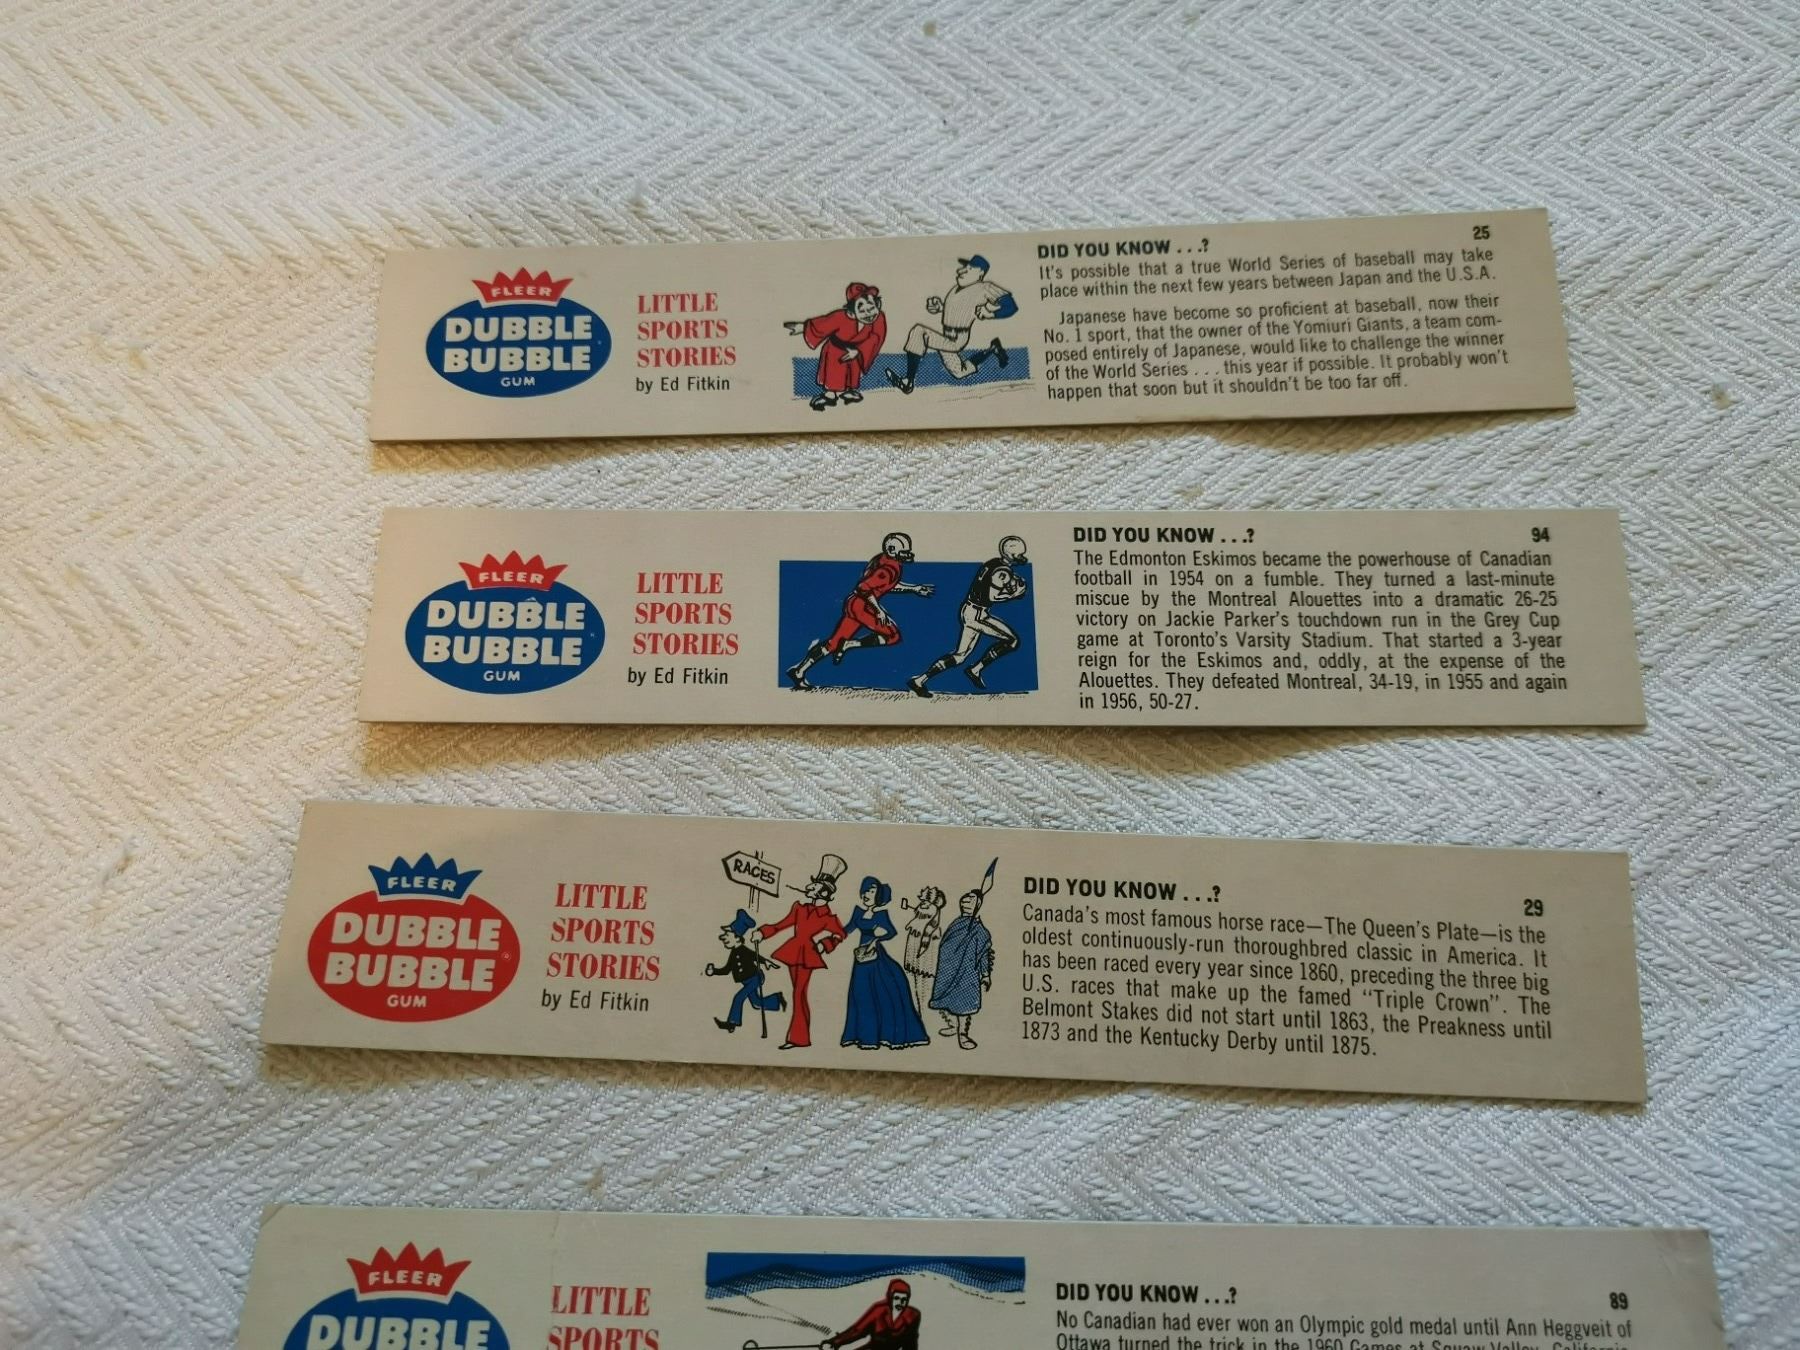 FLEER
DUBBLE
BUBBLE
GUM
LITTLE
SPORTS
STORIES
by Ed Fitkin
25
DID YOU KNOW . . .?
It's possible that a true World Series of baseball may take
place within the next few years between Japan and the U.S.A.
Japanese have become so proficient at baseball, now their
No. 1 sport, that the owner of the Yomiuri Giants, a team com-
posed entirely of Japanese, would like to challenge the winner
of the World Series . . . this year if possible. It probably won't
happen that soon but it shouldn't be too far off.
FLEER
DUBBLE
BUBBLE
GUM
LITTLE
SPORTS
STORIES
by Ed Fitkin
DID YOU KNOW . . .? 94
The Edmonton Eskimos became the powerhouse of Canadian
football in 1954 on a fumble. They turned a last-minute
miscue by the Montreal Alouettes into a dramatic 26-25
victory on Jackie Parker's touchdown run in the Grey Cup
game at Toronto's Varsity Stadium. That started a 3-year
reign for the Eskimos and, oddly, at the expense of the
Alouettes. They defeated Montreal, 34-19, in 1955 and again
in 1956, 50-27.
FLEER
DUBBLE
BUBBLE®
GUM
LITTLE
SPORTS
STORIES
by Ed Fitkin
RACES
DID YOU KNOW . . .? 29
Canada's most famous horse race—The Queen's Plate—is the
oldest continuously-run thoroughbred classic in America. It
has been raced every year since 1860, preceding the three big
U.S. races that make up the famed "Triple Crown". The
Belmont Stakes did not start until 1863, the Preakness until
1873 and the Kentucky Derby until 1875.
FLEER
DUBBLE
LITTLE
SPORTS
DID YOU KNOW . . .? 89
No Canadian had ever won an Olympic gold medal until Ann Heggveit of
Ottawa turned the trick in the 1960 Games at Squaw Valley, California